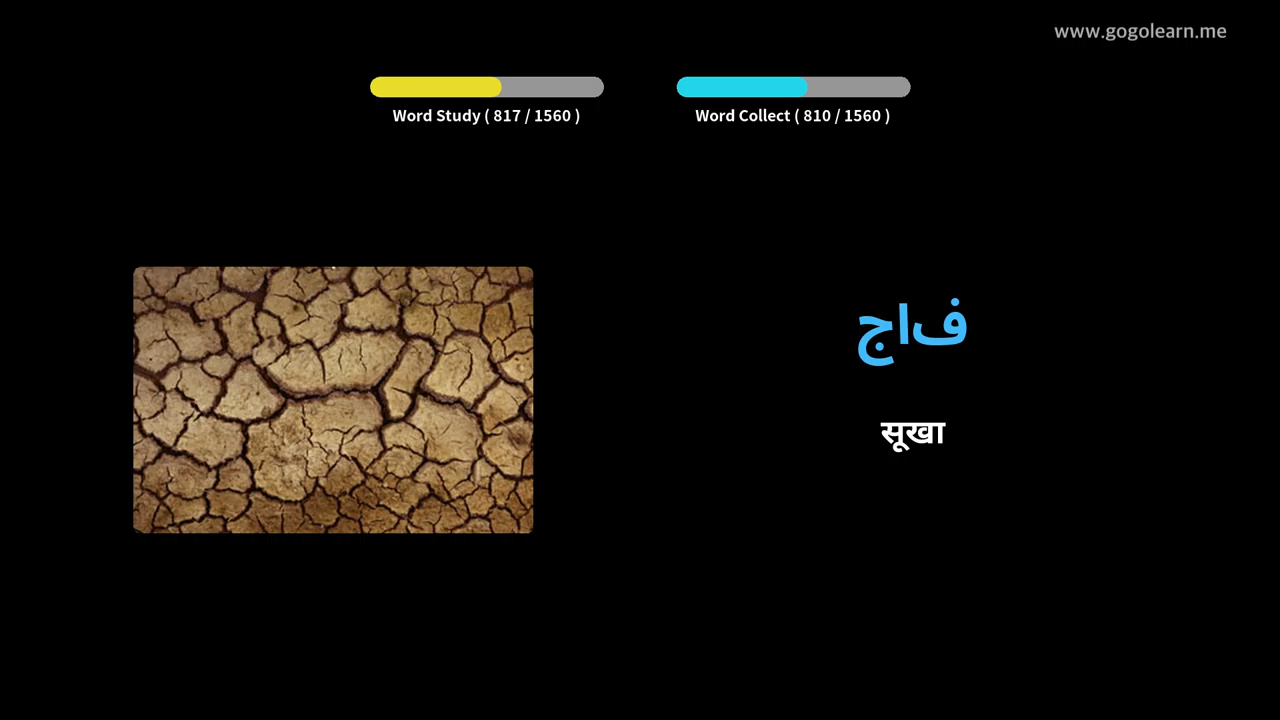 www.gogolearn.me
Word Study ( 817 / 1560 )
Word Collect ( 810 / 1560 )
فاج
सूखा